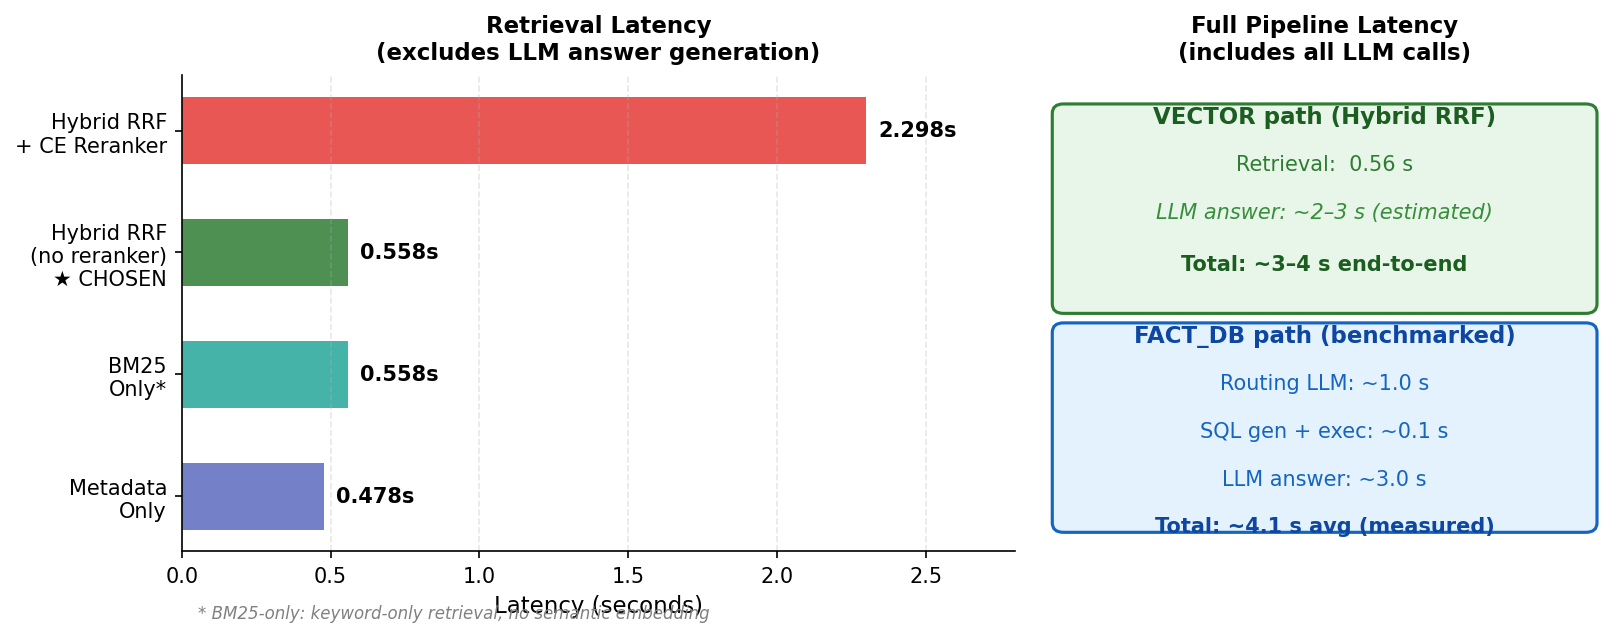 Retrieval Latency
(excludes LLM answer generation)
Hybrid RRF
+ CE Reranker
2.298s
Hybrid RRF
(no reranker)
★ CHOSEN
0.558s
BM25
Only*
0.558s
Metadata
Only
0.478s
0.0 0.5 1.0 1.5 2.0 2.5
Latency (seconds)
* BM25-only: keyword-only retrieval, no semantic embedding
Full Pipeline Latency
(includes all LLM calls)
VECTOR path (Hybrid RRF)
Retrieval:  0.56 s
LLM answer: ~2–3 s (estimated)
Total: ~3–4 s end-to-end
FACT_DB path (benchmarked)
Routing LLM: ~1.0 s
SQL gen + exec: ~0.1 s
LLM answer: ~3.0 s
Total: ~4.1 s avg (measured)